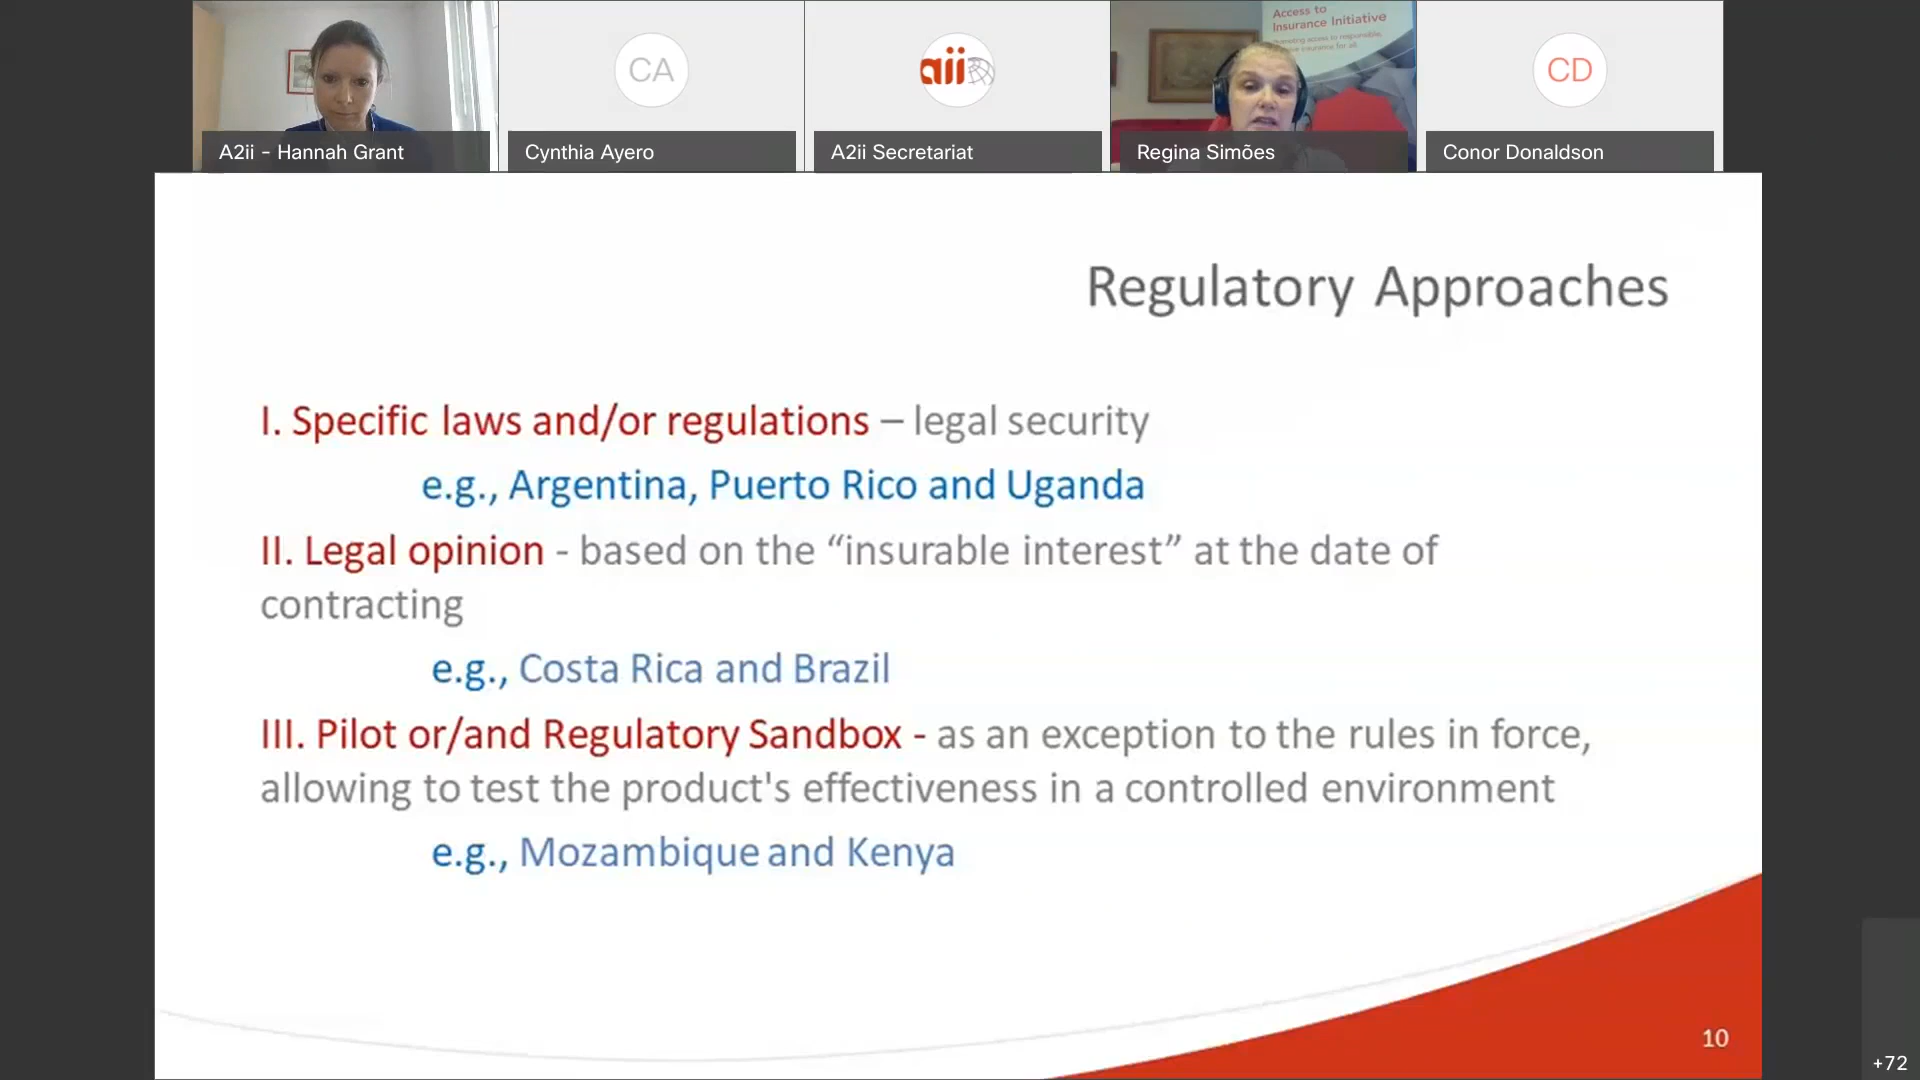 Access to
Insurance Initiative
A2ii - Hannah Grant
CA
Cynthia Ayero
aii
A2ii Secretariat
Regina Simões
CD
Conor Donaldson
Regulatory Approaches
I. Specific laws and/or regulations – legal security
e.g., Argentina, Puerto Rico and Uganda
II. Legal opinion - based on the “insurable interest” at the date of
contracting
e.g., Costa Rica and Brazil
III. Pilot or/and Regulatory Sandbox - as an exception to the rules in force,
allowing to test the product's effectiveness in a controlled environment
e.g., Mozambique and Kenya
10
+72